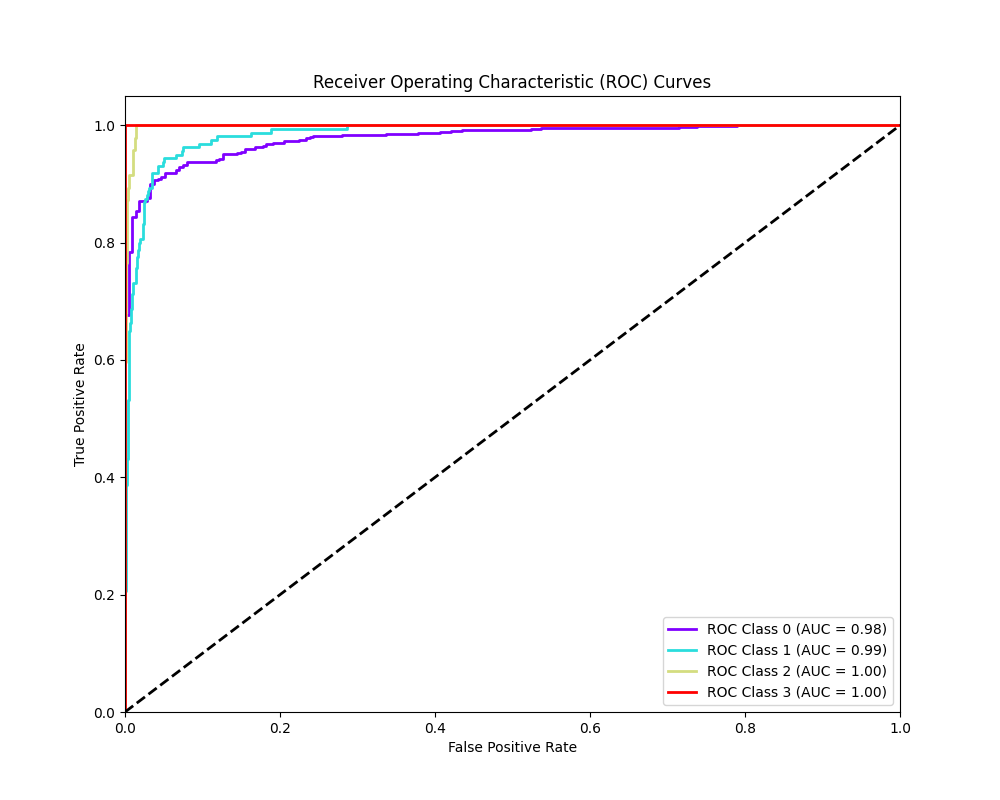 Receiver Operating Characteristic (ROC) Curves
True Positive Rate
1.0
0.8
0.6
0.4
0.2
0.0
0.0 0.2 0.4 0.6 0.8 1.0
False Positive Rate
ROC Class 0 (AUC = 0.98)
ROC Class 1 (AUC = 0.99)
ROC Class 2 (AUC = 1.00)
ROC Class 3 (AUC = 1.00)